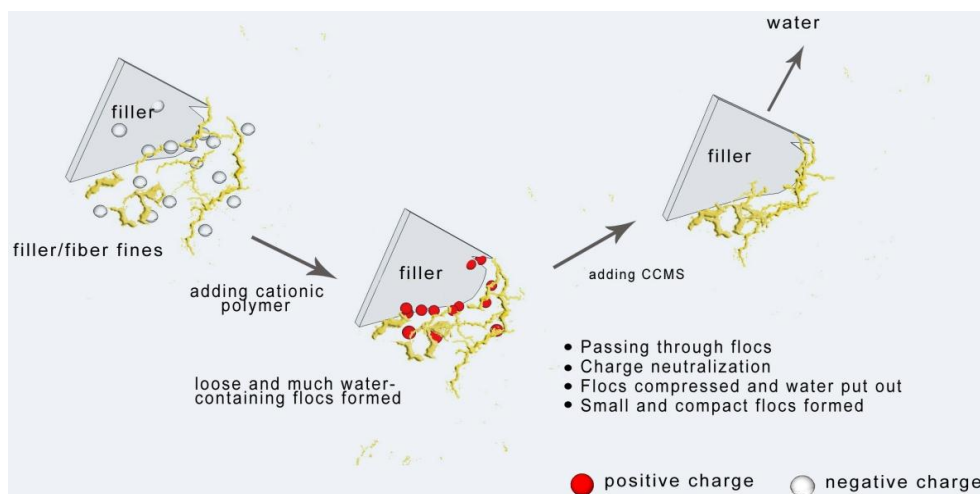 water
filler
filler
filler/fiber fines
filler
adding cationic
polymer
adding CCMS
loose and much water-
containing flocs formed
• Passing through flocs
• Charge neutralization
• Flocs compressed and water put out
• Small and compact flocs formed
positive charge
negative charge